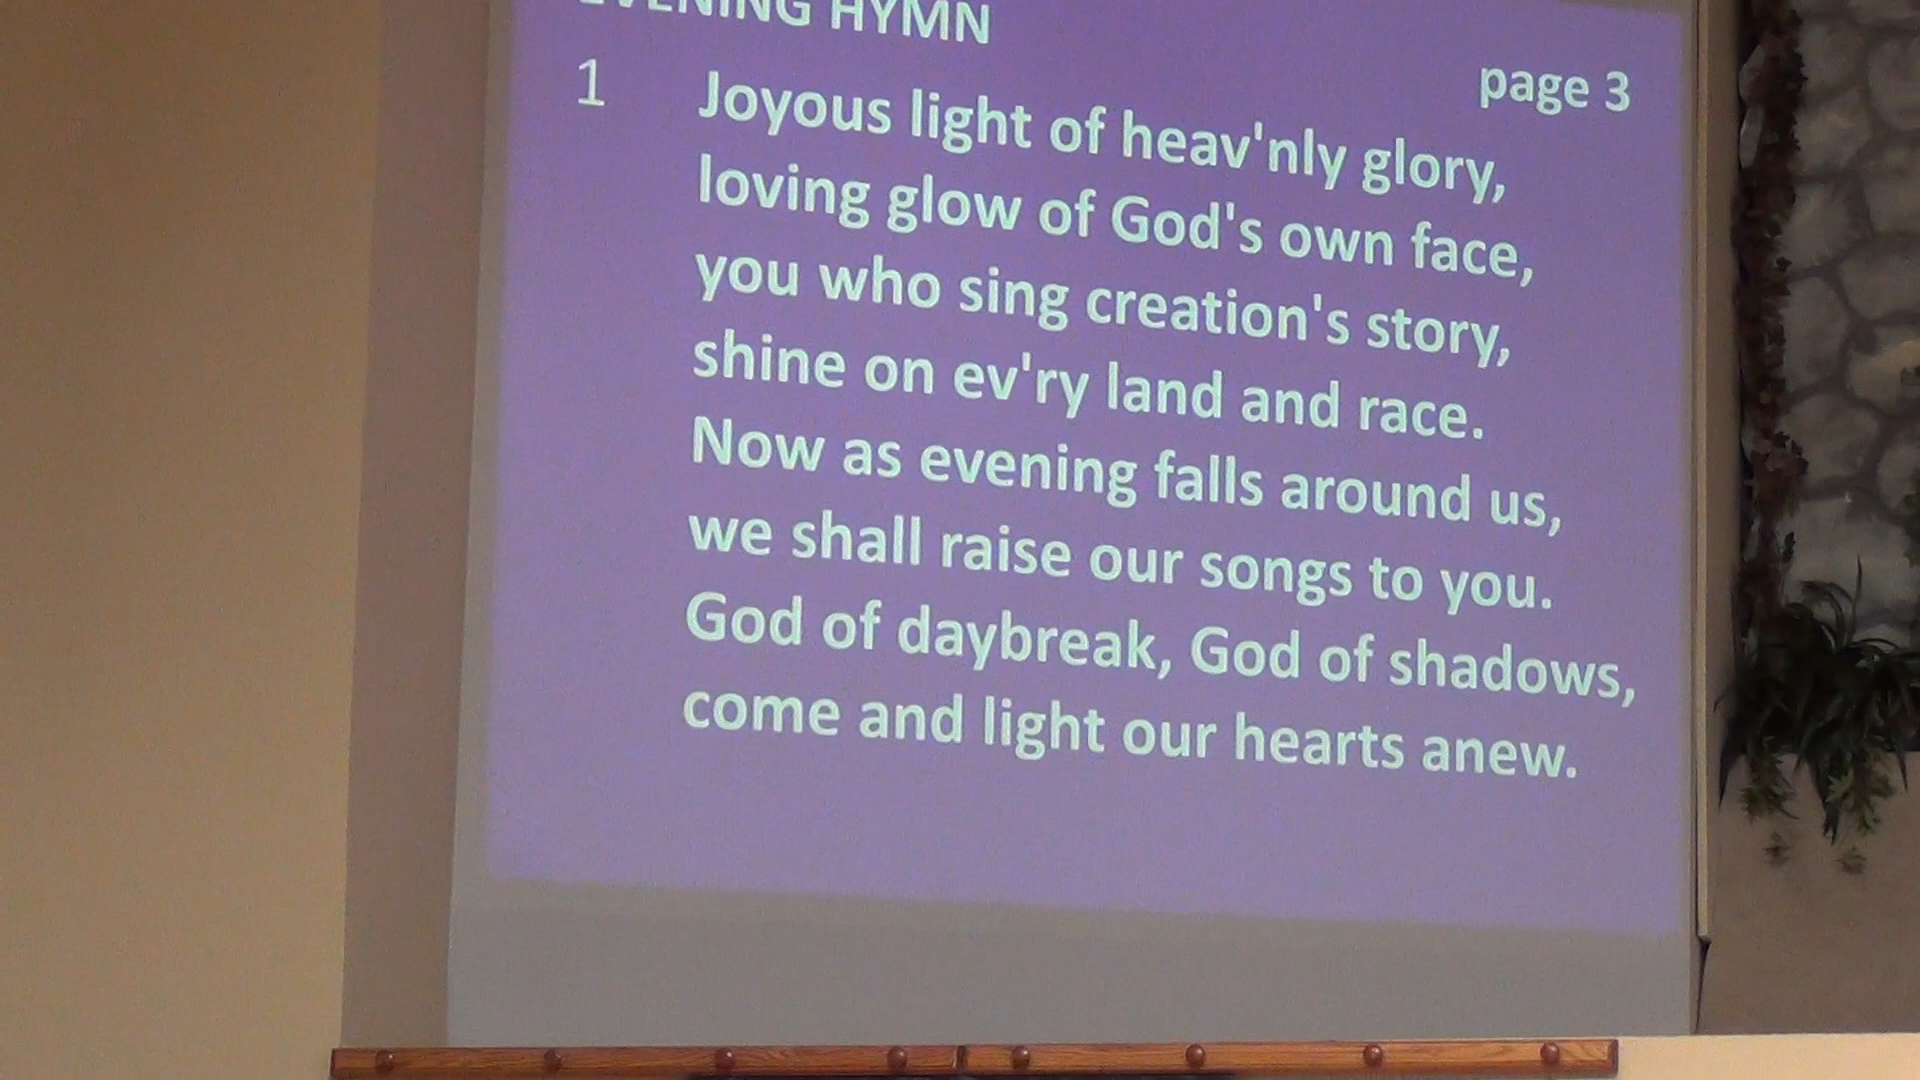 EVENING HYMN
page 3
1 Joyous light of heav'nly glory,
loving glow of God's own face,
you who sing creation's story,
shine on ev'ry land and race.
Now as evening falls around us,
we shall raise our songs to you.
God of daybreak, God of shadows,
come and light our hearts anew.